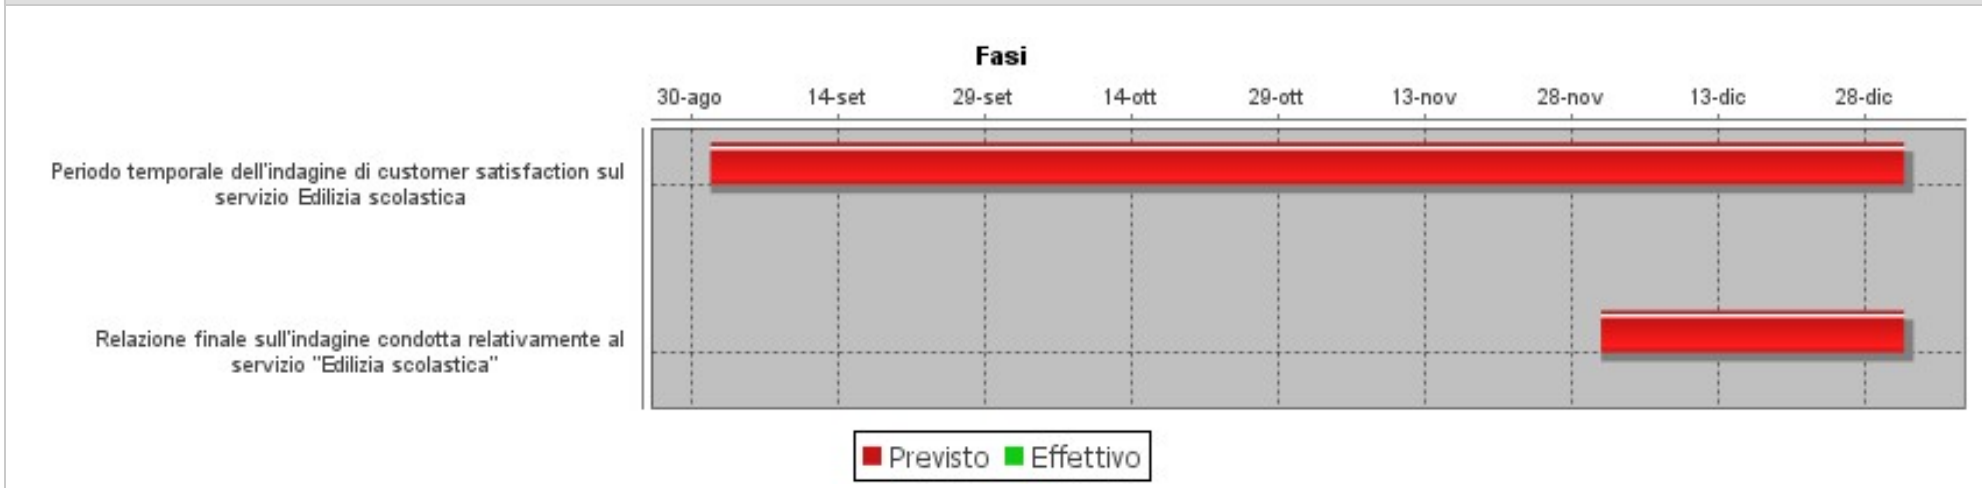 Fasi
30-ago 14-set 29-set 14-ott 29-ott 13-nov 28-nov 13-dic 28-dic
Periodo temporale dell'indagine di customer satisfaction sul
servizio Edilizia scolastica
Relazione finale sull'indagine condotta relativamente al
servizio "Edilizia scolastica"
Previsto Effettivo